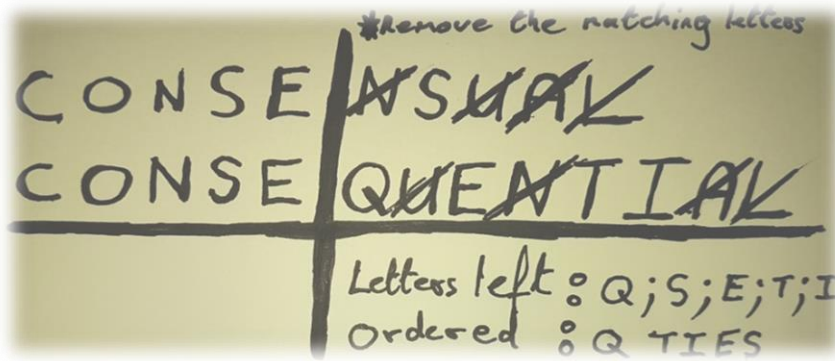 *Remove the matching letters
CONSE NSUAL
CONSE QUENTIAL
Letters left : Q;S;E;T;I
Ordered : Q TIES